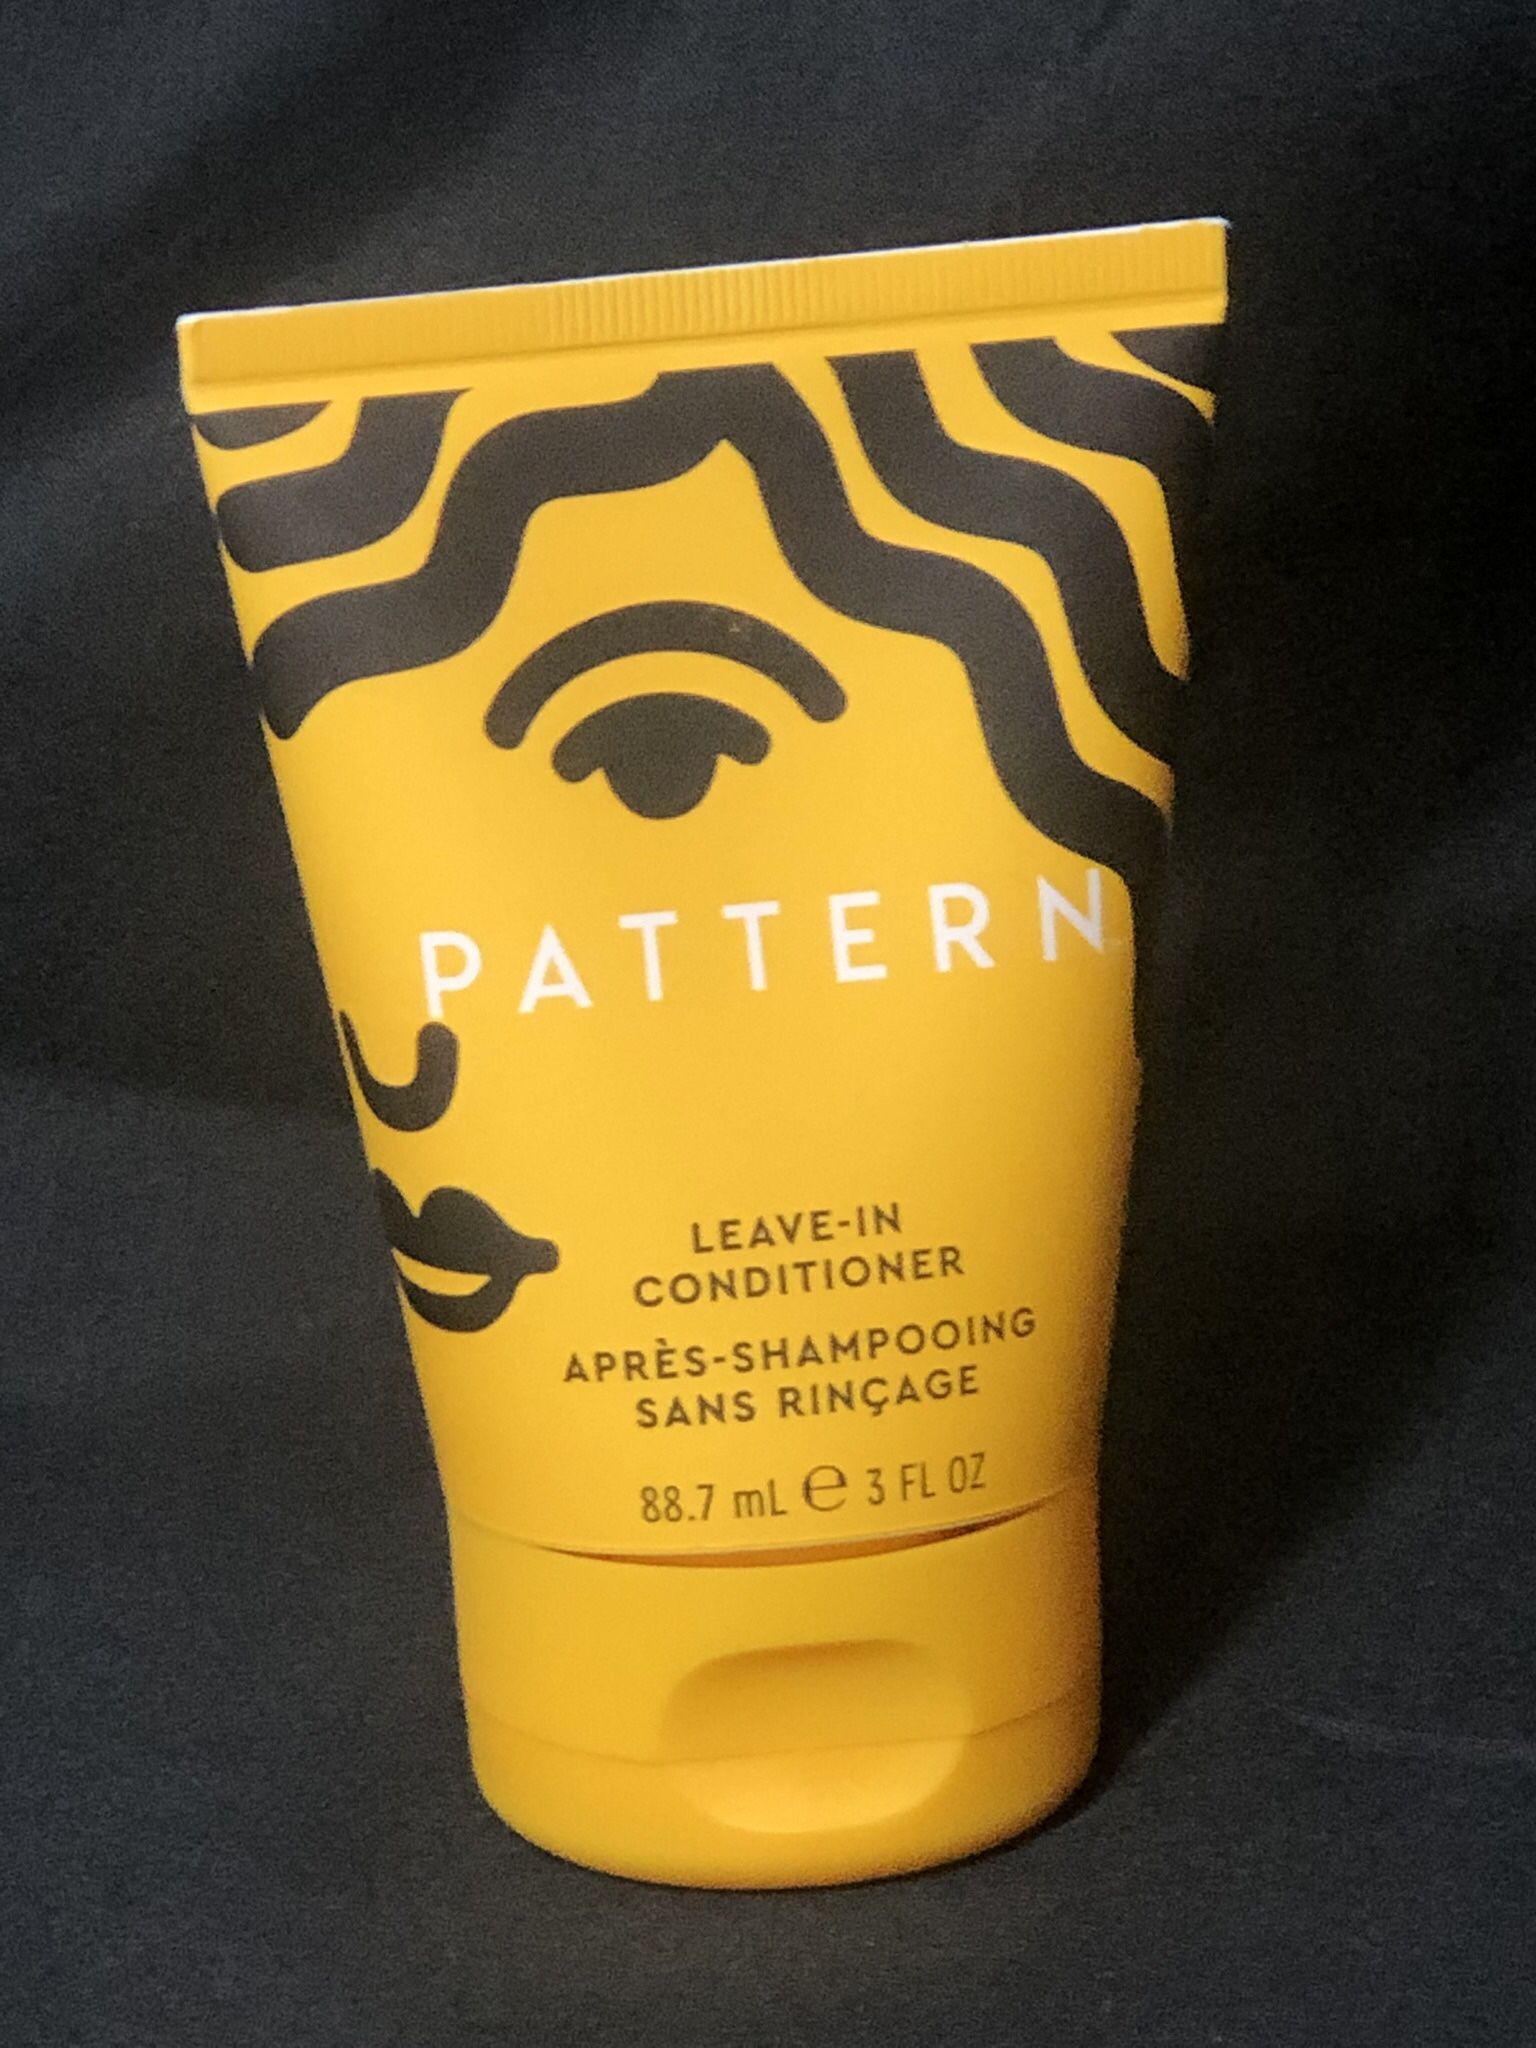 PATTERN
LEAVE-IN
CONDITIONER
APRÈS-SHAMPOOING
SANS RINÇAGE
88.7 mL ℮ 3 FL OZ